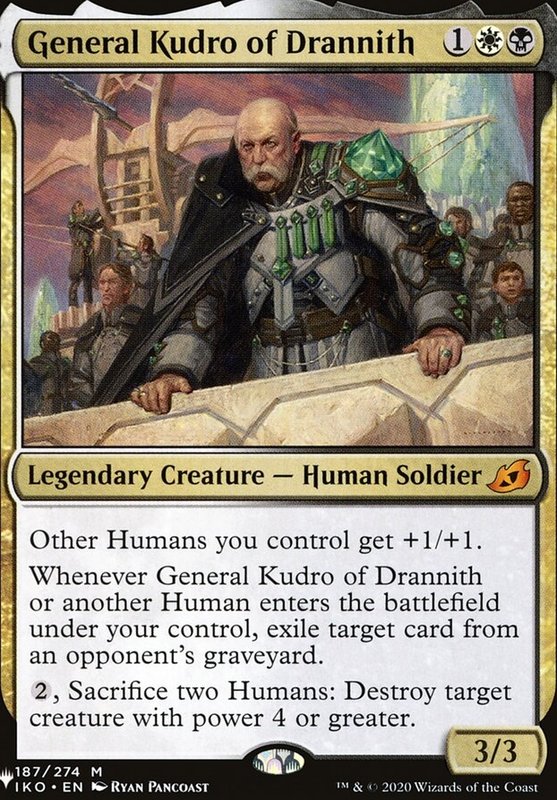 General Kudro of Drannith 1
Legendary Creature — Human Soldier
Other Humans you control get +1/+1.
Whenever General Kudro of Drannith
or another Human enters the battlefield
under your control, exile target card from
an opponent's graveyard.
2, Sacrifice two Humans: Destroy target
creature with power 4 or greater.
3/3
187/274 M
IKO • EN Ryan Pancoast
™ & © 2020 Wizards of the Coast